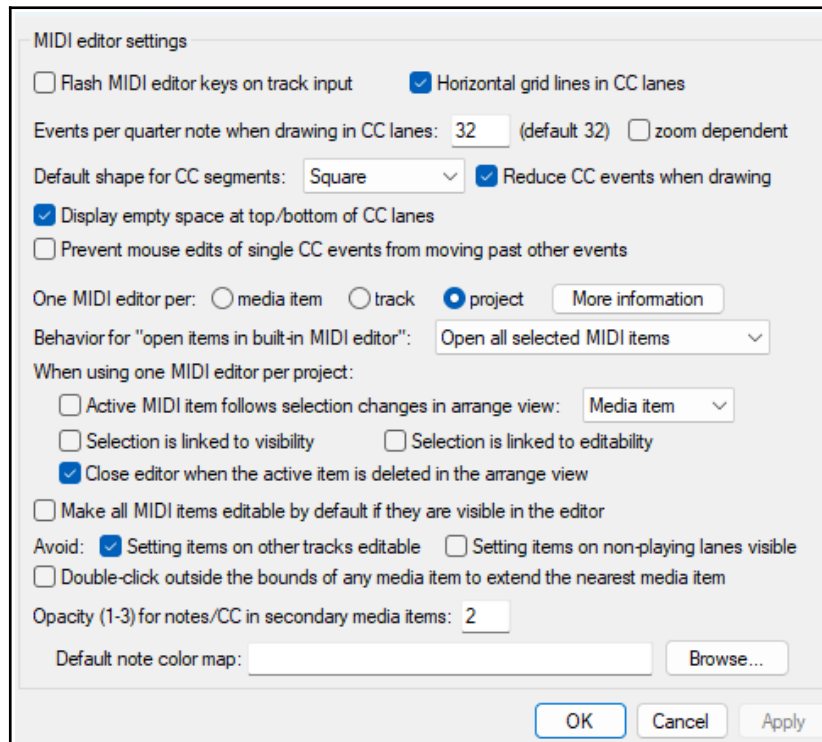 MIDI editor settings
Flash MIDI editor keys on track input Horizontal grid lines in CC lanes
Events per quarter note when drawing in CC lanes: 32 (default 32) zoom dependent
Default shape for CC segments: Square Reduce CC events when drawing
Display empty space at top/bottom of CC lanes
Prevent mouse edits of single CC events from moving past other events
One MIDI editor per: media item track project More information
Behavior for "open items in built-in MIDI editor": Open all selected MIDI items
When using one MIDI editor per project:
Active MIDI item follows selection changes in arrange view: Media item
Selection is linked to visibility Selection is linked to editability
Close editor when the active item is deleted in the arrange view
Make all MIDI items editable by default if they are visible in the editor
Avoid: Setting items on other tracks editable Setting items on non-playing lanes visible
Double-click outside the bounds of any media item to extend the nearest media item
Opacity (1-3) for notes/CC in secondary media items: 2
Default note color map: Browse...
OK Cancel Apply